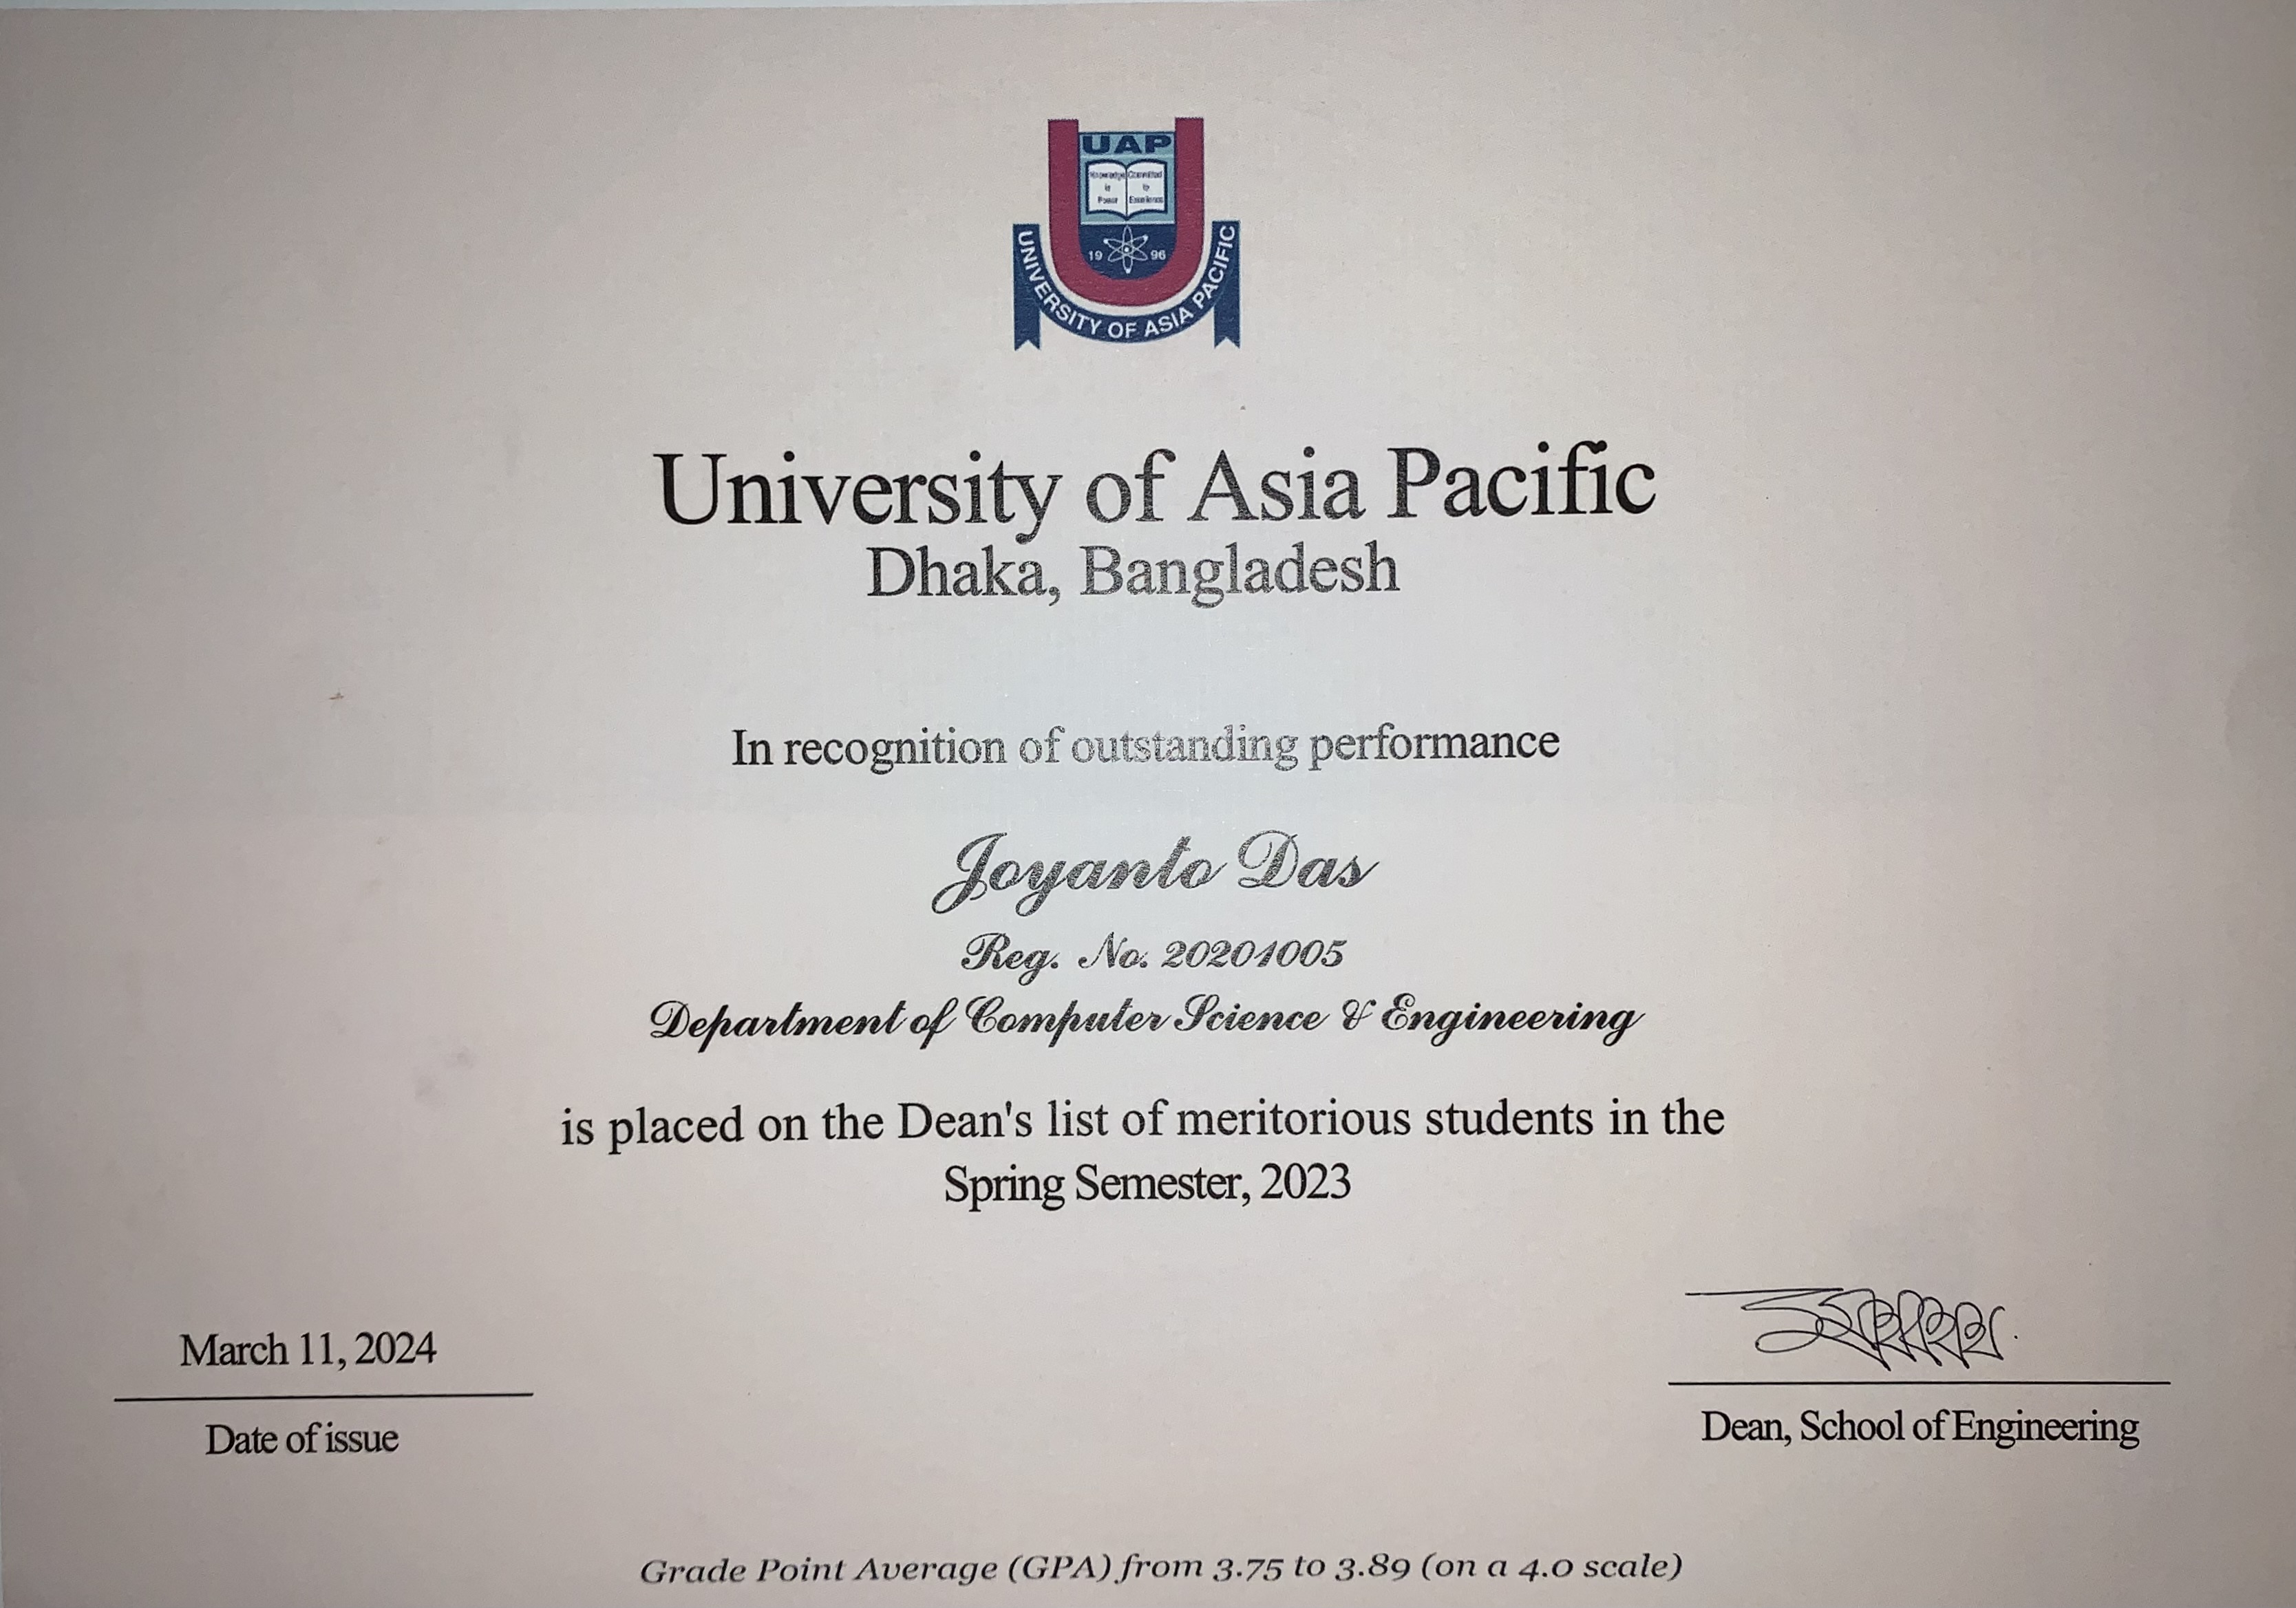 UAP
Knowledge is Power
Committed to Excellence
19 96
UNIVERSITY OF ASIA PACIFIC
University of Asia Pacific
Dhaka, Bangladesh
In recognition of outstanding performance
Joyanto Das
Reg. No. 20201005
Department of Computer Science & Engineering
is placed on the Dean's list of meritorious students in the
Spring Semester, 2023
March 11, 2024
Date of issue
Dean, School of Engineering
Grade Point Average (GPA) from 3.75 to 3.89 (on a 4.0 scale)